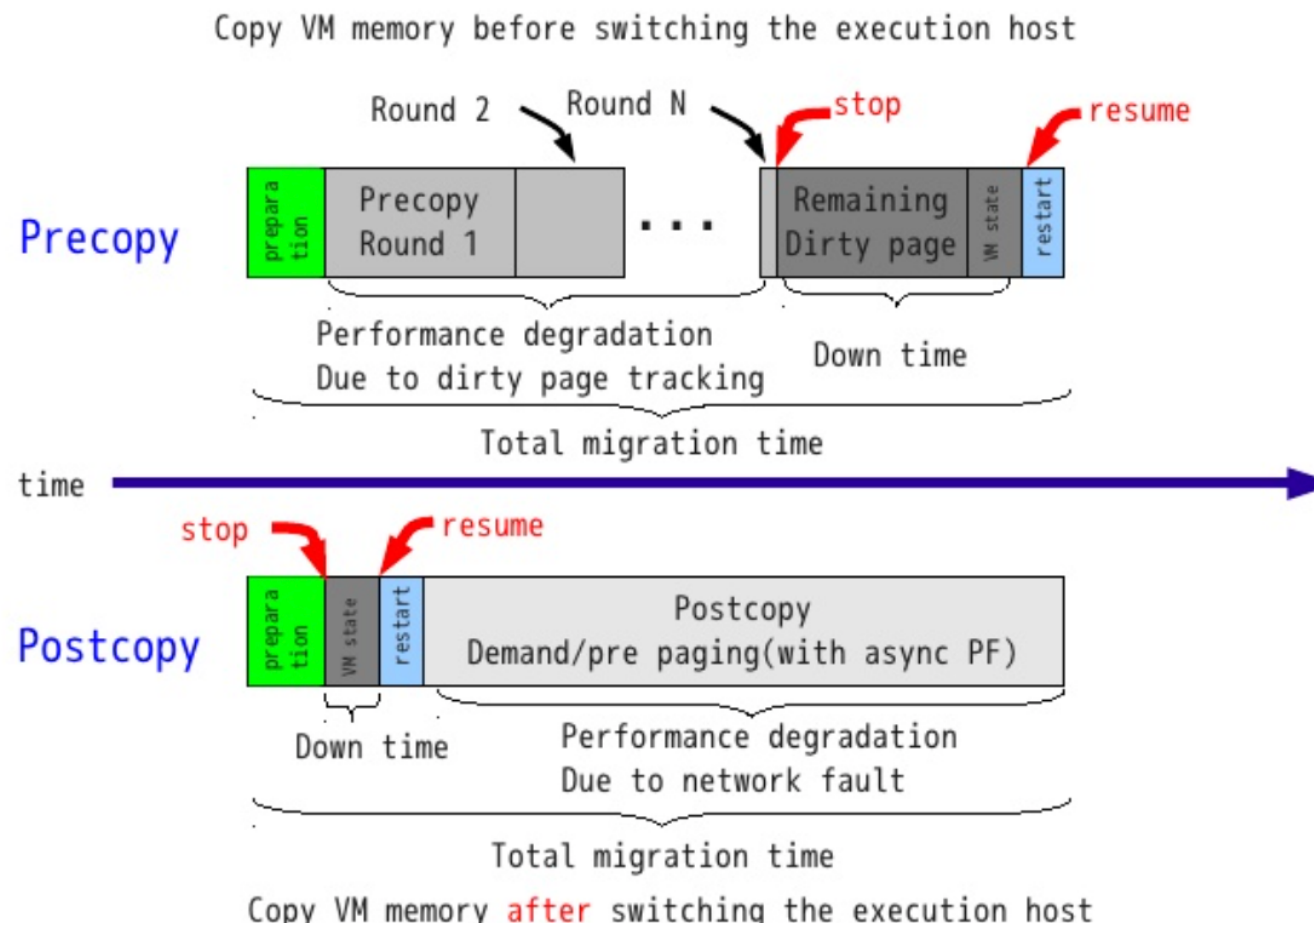 Copy VM memory before switching the execution host
Round 2
Round N
stop
resume
Precopy
prepara
tion
Precopy
Round 1
...
Remaining
Dirty page
VM state
restart
Performance degradation
Due to dirty page tracking
Down time
Total migration time
time
stop
resume
Postcopy
prepara
tion
VM state
restart
Postcopy
Demand/pre paging(with async PF)
Down time
Performance degradation
Due to network fault
Total migration time
Copy VM memory after switching the execution host